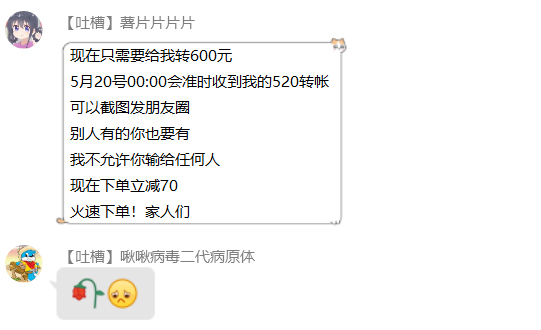 【吐槽】薯片片片片
现在只需要给我转600元
5月20号00:00会准时收到我的520转帐
可以截图发朋友圈
别人有的你也要有
我不允许你输给任何人
现在下单立减70
火速下单！家人们
【吐槽】啾啾病毒二代病原体